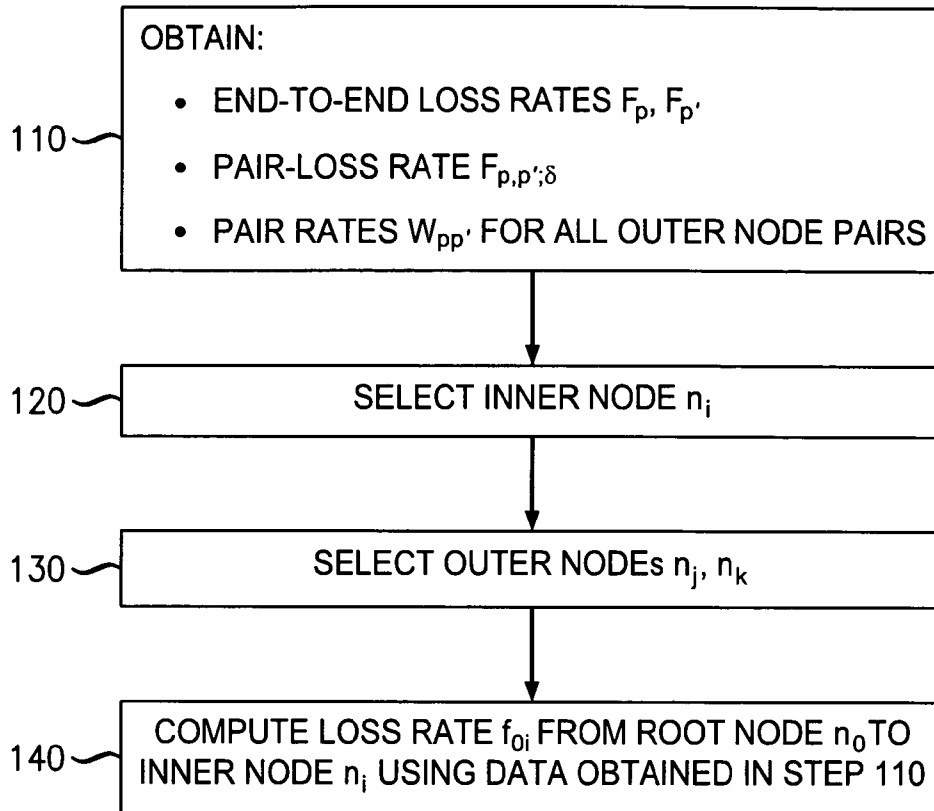 OBTAIN:
• END-TO-END LOSS RATES Fp, Fp'
110
• PAIR-LOSS RATE Fp,p';δ
• PAIR RATES Wpp' FOR ALL OUTER NODE PAIRS
120
SELECT INNER NODE ni
130
SELECT OUTER NODEs nj, nk
140
COMPUTE LOSS RATE f0i FROM ROOT NODE n0 TO
INNER NODE ni USING DATA OBTAINED IN STEP 110